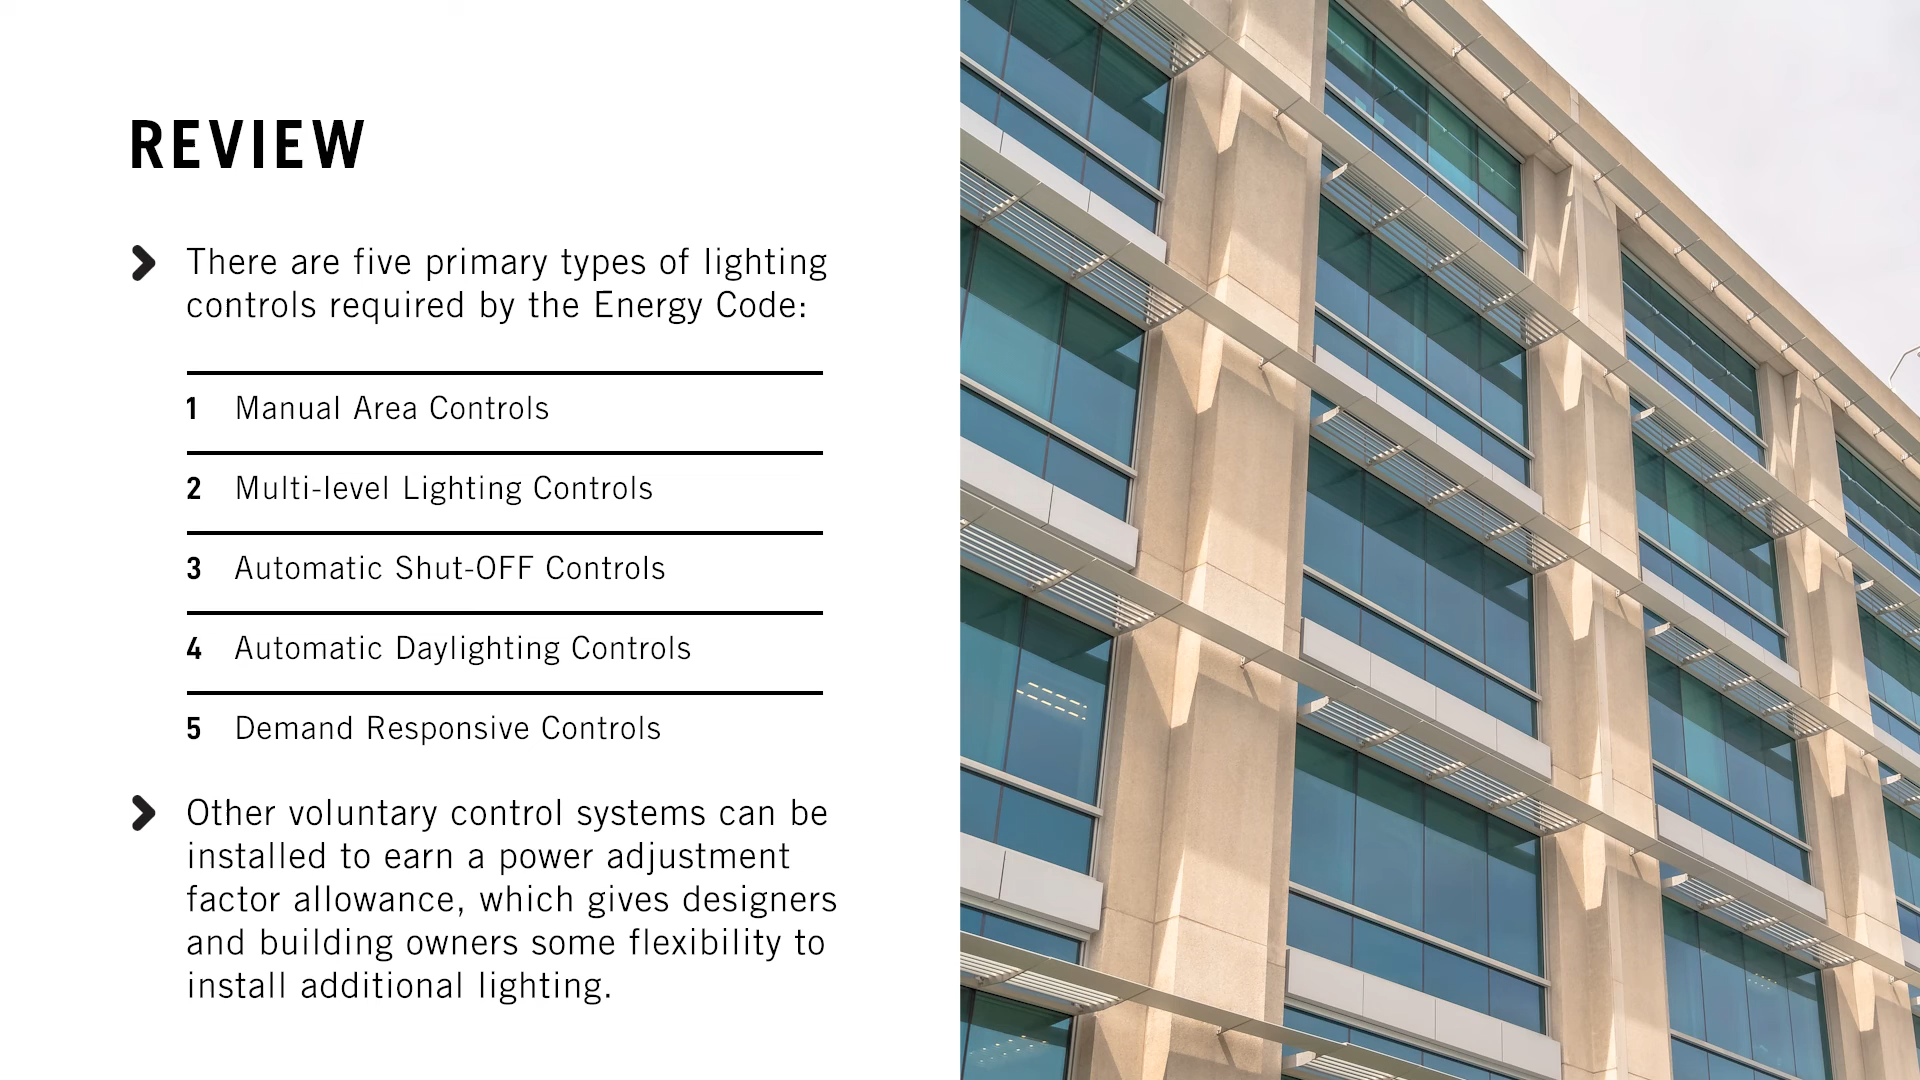 REVIEW
There are five primary types of lighting
controls required by the Energy Code:
1 Manual Area Controls
2 Multi-level Lighting Controls
3 Automatic Shut-OFF Controls
4 Automatic Daylighting Controls
5 Demand Responsive Controls
Other voluntary control systems can be
installed to earn a power adjustment
factor allowance, which gives designers
and building owners some flexibility to
install additional lighting.